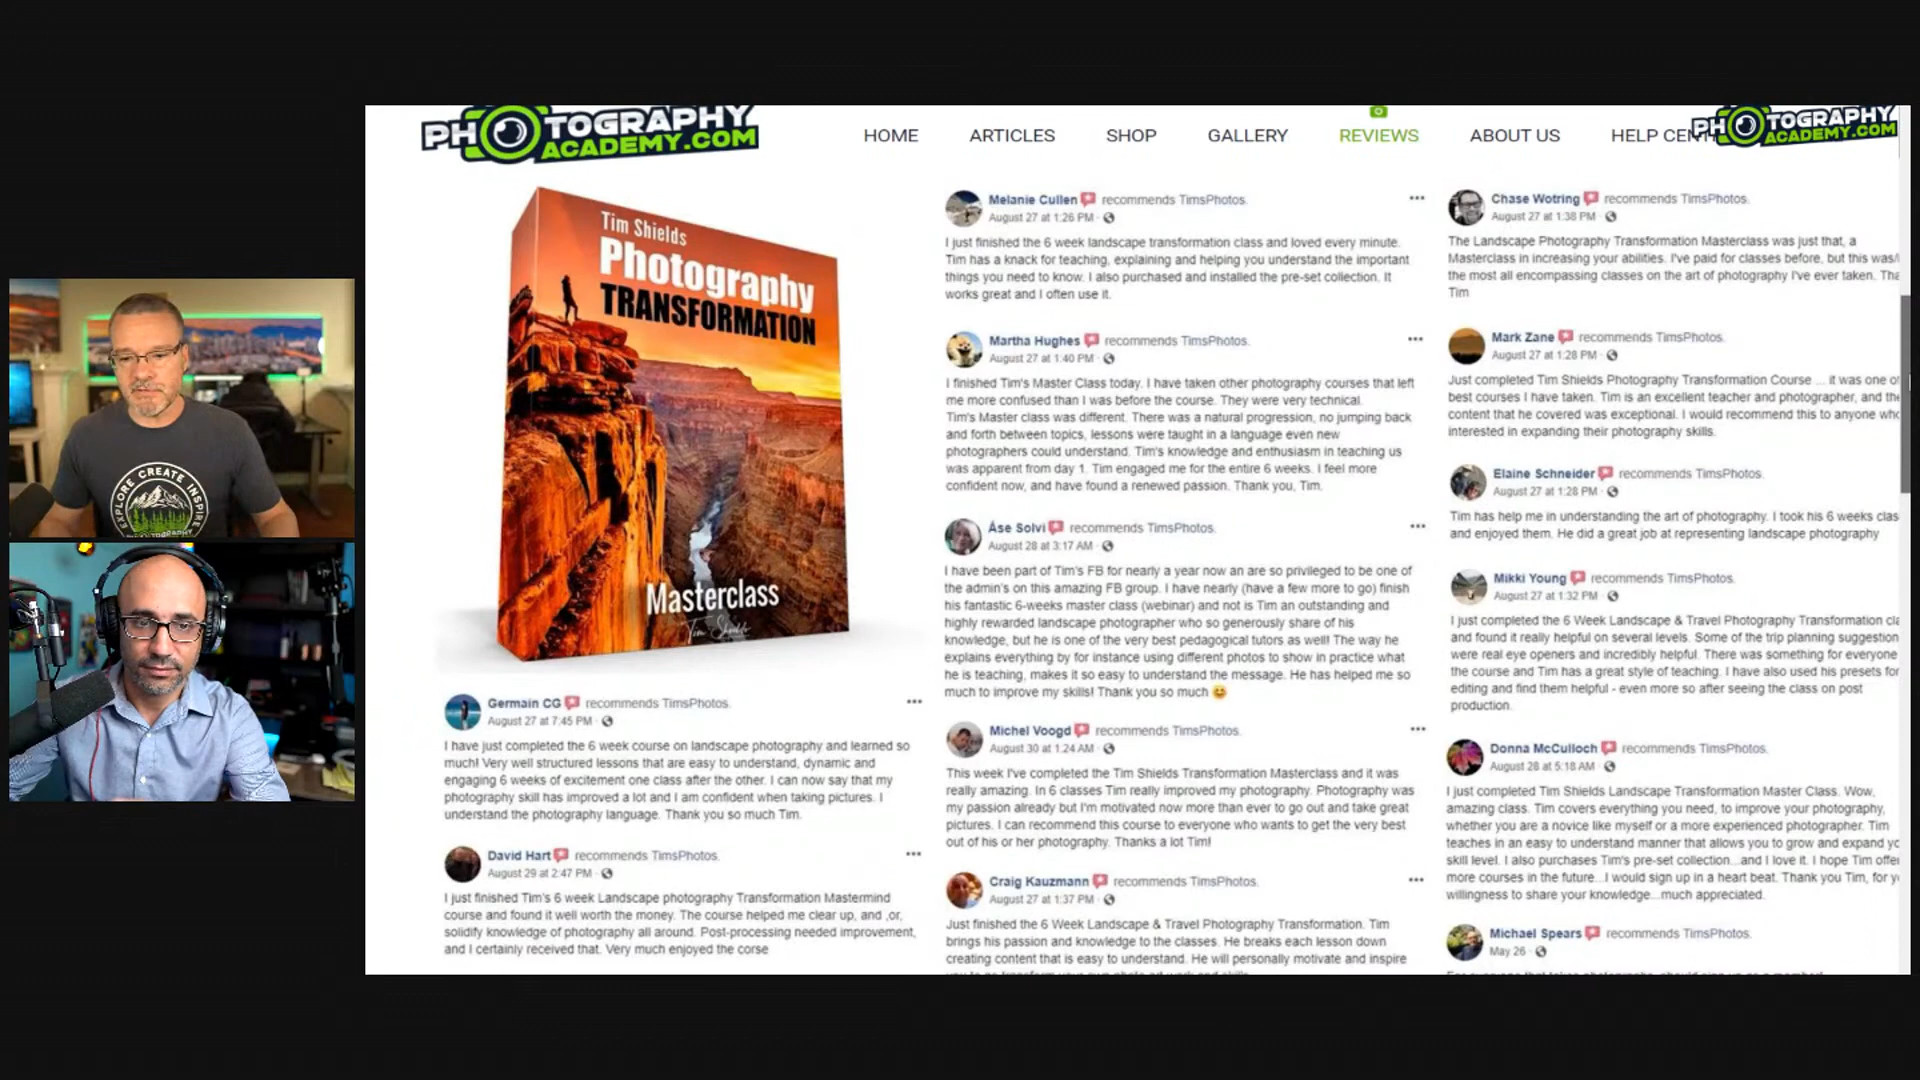 PHOTOGRAPHY
ACADEMY.COM
HOME
ARTICLES
SHOP
GALLERY
REVIEWS
ABOUT US
HELP
PHOTOGRAPHY
ACADEMY.COM
Tim Shields
Photography
TRANSFORMATION
Masterclass
Tim Shields
Germain CG recommends TimsPhotos.
August 27 at 7:45 PM ·
I have just completed the 6 week course on landscape photography and learned so
much! Very well structured lessons that are easy to understand, dynamic and
engaging 6 weeks of excitement one class after the other. I can now say that my
photography skill has improved a lot and I am confident when taking pictures. I
understand the photography language. Thank you so much Tim.
David Hart recommends TimsPhotos.
August 29 at 2:47 PM ·
I just finished Tim's 6 week Landscape photography Transformation Mastermind
course and found it well worth the money. The course helped me clear up, and ,or,
solidify knowledge of photography all around. Post-processing needed improvement,
and I certainly received that. Very much enjoyed the corse
Melanie Cullen recommends TimsPhotos.
August 27 at 1:26 PM ·
I just finished the 6 week landscape transformation class and loved every minute.
Tim has a knack for teaching, explaining and helping you understand the important
things you need to know. I also purchased and installed the pre-set collection. It
works great and I often use it.
Martha Hughes recommends TimsPhotos.
August 27 at 1:40 PM ·
I finished Tim's Master Class today. I have taken other photography courses that left
me more confused than I was before the course. They were very technical.
Tim's Master class was different. There was a natural progression, no jumping back
and forth between topics, lessons were taught in a language even new
photographers could understand. Tim's knowledge and enthusiasm in teaching us
was apparent from day 1. Tim engaged me for the entire 6 weeks. I feel more
confident now, and have found a renewed passion. Thank you, Tim.
Åse Solvi recommends TimsPhotos.
August 28 at 3:17 AM ·
I have been part of Tim's FB for nearly a year now an are so privileged to be one of
the admin's on this amazing FB group. I have nearly (have a few more to go) finish
his fantastic 6-weeks master class (webinar) and not is Tim an outstanding and
highly rewarded landscape photographer who so generously share of his
knowledge, but he is one of the very best pedagogical tutors as well! The way he
explains everything by for instance using different photos to show in practice what
he is teaching, makes it so easy to understand the message. He has helped me so
much to improve my skills! Thank you so much 😊
Michel Voogd recommends TimsPhotos.
August 30 at 1:24 AM ·
This week I've completed the Tim Shields Transformation Masterclass and it was
really amazing. In 6 classes Tim really improved my photography. Photography was
my passion already but I'm motivated now more than ever to go out and take great
pictures. I can recommend this course to everyone who wants to get the very best
out of his or her photography. Thanks a lot Tim!
Craig Kauzmann recommends TimsPhotos.
August 27 at 1:37 PM ·
Just finished the 6 Week Landscape & Travel Photography Transformation. Tim
brings his passion and knowledge to the classes. He breaks each lesson down
creating content that is easy to understand. He will personally motivate and inspire
Chase Wotring recommends TimsPhotos.
August 27 at 1:38 PM ·
The Landscape Photography Transformation Masterclass was just that, a
Masterclass in increasing your abilities. I've paid for classes before, but this was
the most all encompassing classes on the art of photography I've ever taken.
Tim
Mark Zane recommends TimsPhotos.
August 27 at 1:28 PM ·
Just completed Tim Shields Photography Transformation Course ... it was one of
best courses I have taken. Tim is an excellent teacher and photographer, and the
content that he covered was exceptional. I would recommend this to anyone who
interested in expanding their photography skills.
Elaine Schneider recommends TimsPhotos.
August 27 at 1:28 PM ·
Tim has help me in understanding the art of photography. I took his 6 weeks clas
and enjoyed them. He did a great job at representing landscape photography
Mikki Young recommends TimsPhotos.
August 27 at 1:32 PM ·
I just completed the 6 Week Landscape & Travel Photography Transformation cla
and found it really helpful on several levels. Some of the trip planning suggestion
were real eye openers and incredibly helpful. There was something for everyone
the course and Tim has a great style of teaching. I have also used his presets for
editing and find them helpful - even more so after seeing the class on post
production.
Donna McCulloch recommends TimsPhotos.
August 28 at 5:18 AM ·
I just completed Tim Shields Landscape Transformation Master Class. Wow,
amazing class. Tim covers everything you need, to improve your photography,
whether you are a novice like myself or a more experienced photographer. Tim
teaches in an easy to understand manner that allows you to grow and expand yo
skill level. I also purchases Tim's pre-set collection...and I love it. I hope Tim offe
more courses in the future...I would sign up in a heart beat. Thank you Tim, for y
willingness to share your knowledge...much appreciated.
Michael Spears recommends TimsPhotos.
May 26 ·
EXPLORE CREATE INSPIRE